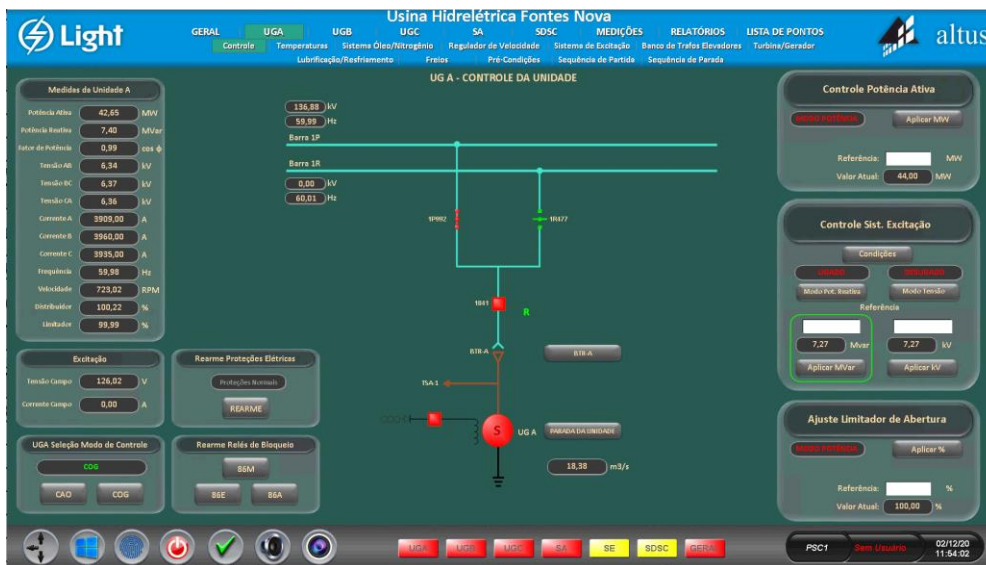 Light
Usina Hidrelétrica Fontes Nova
altus
GERAL UGA UGB UGC SA SDSC MEDIÇÕES RELATÓRIOS LISTA DE PONTOS
Controle Temperaturas Sistema Óleo/Nitrogênio Regulador de Velocidade Sistema de Excitação Banco de Trafos Elevadores Turbina/Gerador
Lubrificação/Resfriamento Freios Pré-Condições Sequência de Partida Sequência de Parada
UG A - CONTROLE DA UNIDADE
Medidas da Unidade A
Potência Ativa 42,65 MW
Potência Reativa 7,40 MVar
Fator de Potência 0,99 cos ϕ
Tensão AB 6,34 kV
Tensão BC 6,37 kV
Tensão CA 6,36 kV
Corrente A 3909,00 A
Corrente B 3960,00 A
Corrente C 3935,00 A
Frequência 59,98 Hz
Velocidade 723,02 RPM
Distribuidor 100,22 %
Limitador 99,99 %
Excitação
Tensão Campo 126,02 V
Corrente Campo 0,00 A
UGA Seleção Modo de Controle
COG
CAO COG
Rearme Proteções Elétricas
Proteções Normais
REARME
Rearme Relés de Bloqueio
86M
86E 86A
136,88 kV
59,99 Hz
Barra 1P
Barra 1R
0,00 kV
60,01 Hz
1P992 1R477
1841
R
BTR-A BTR-A
TSA 1
S UG A PARADA DA UNIDADE
18,38 m3/s
Controle Potência Ativa
MODO POTÊNCIA Aplicar MW
Referência: MW
Valor Atual: 44,00 MW
Controle Sist. Excitação
Condições
LIGADO DESLIGADO
Modo Pot. Reativa Modo Tensão
Referência
7,27 Mvar 7,27 kV
Aplicar MVar Aplicar kV
Ajuste Limitador de Abertura
MODO POTÊNCIA Aplicar %
Referência: %
Valor Atual: 100,00 %
UGA UGB UGC SA SE SDSC GERAL
PSC1 Sem Usuário 02/12/20
11:54:02